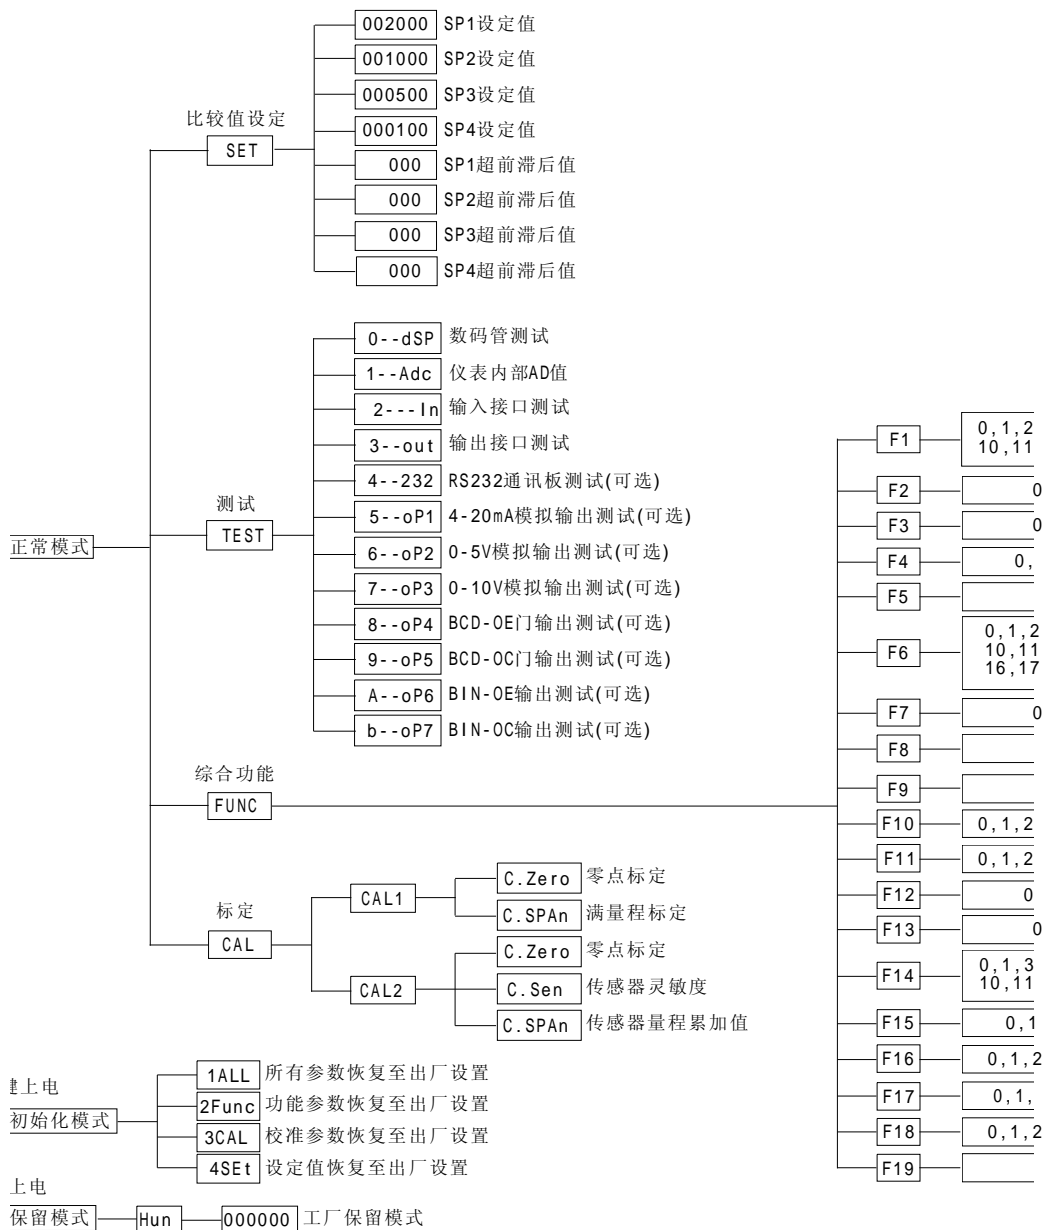 002000 SP1设定值
001000 SP2设定值
000500 SP3设定值
000100 SP4设定值
000 SP1超前滞后值
000 SP2超前滞后值
000 SP3超前滞后值
000 SP4超前滞后值
比较值设定
SET
0--dSP 数码管测试
1--Adc 仪表内部AD值
2---In 输入接口测试
3--out 输出接口测试
4--232 RS232通讯板测试(可选)
5--oP1 4-20mA模拟输出测试(可选)
6--oP2 0-5V模拟输出测试(可选)
7--oP3 0-10V模拟输出测试(可选)
8--oP4 BCD-OE门输出测试(可选)
9--oP5 BCD-OC门输出测试(可选)
A--oP6 BIN-OE输出测试(可选)
b--oP7 BIN-OC输出测试(可选)
测试
TEST
正常模式
综合功能
FUNC
F1 0,1,2
10,11
F2 0
F3 0
F4 0,
F5
F6 0,1,2
10,11
16,17
F7 0
F8
F9
F10 0,1,2
F11 0,1,2
F12 0
F13 0
F14 0,1,3
10,11
F15 0,1
F16 0,1,2
F17 0,1,
F18 0,1,2
F19
标定
CAL
CAL1
C.Zero 零点标定
C.SPAn 满量程标定
CAL2
C.Zero 零点标定
C.Sen 传感器灵敏度
C.SPAn 传感器量程累加值
上电
初始化模式
1ALL 所有参数恢复至出厂设置
2Func 功能参数恢复至出厂设置
3CAL 校准参数恢复至出厂设置
4SEt 设定值恢复至出厂设置
上电
保留模式 Hun 000000 工厂保留模式